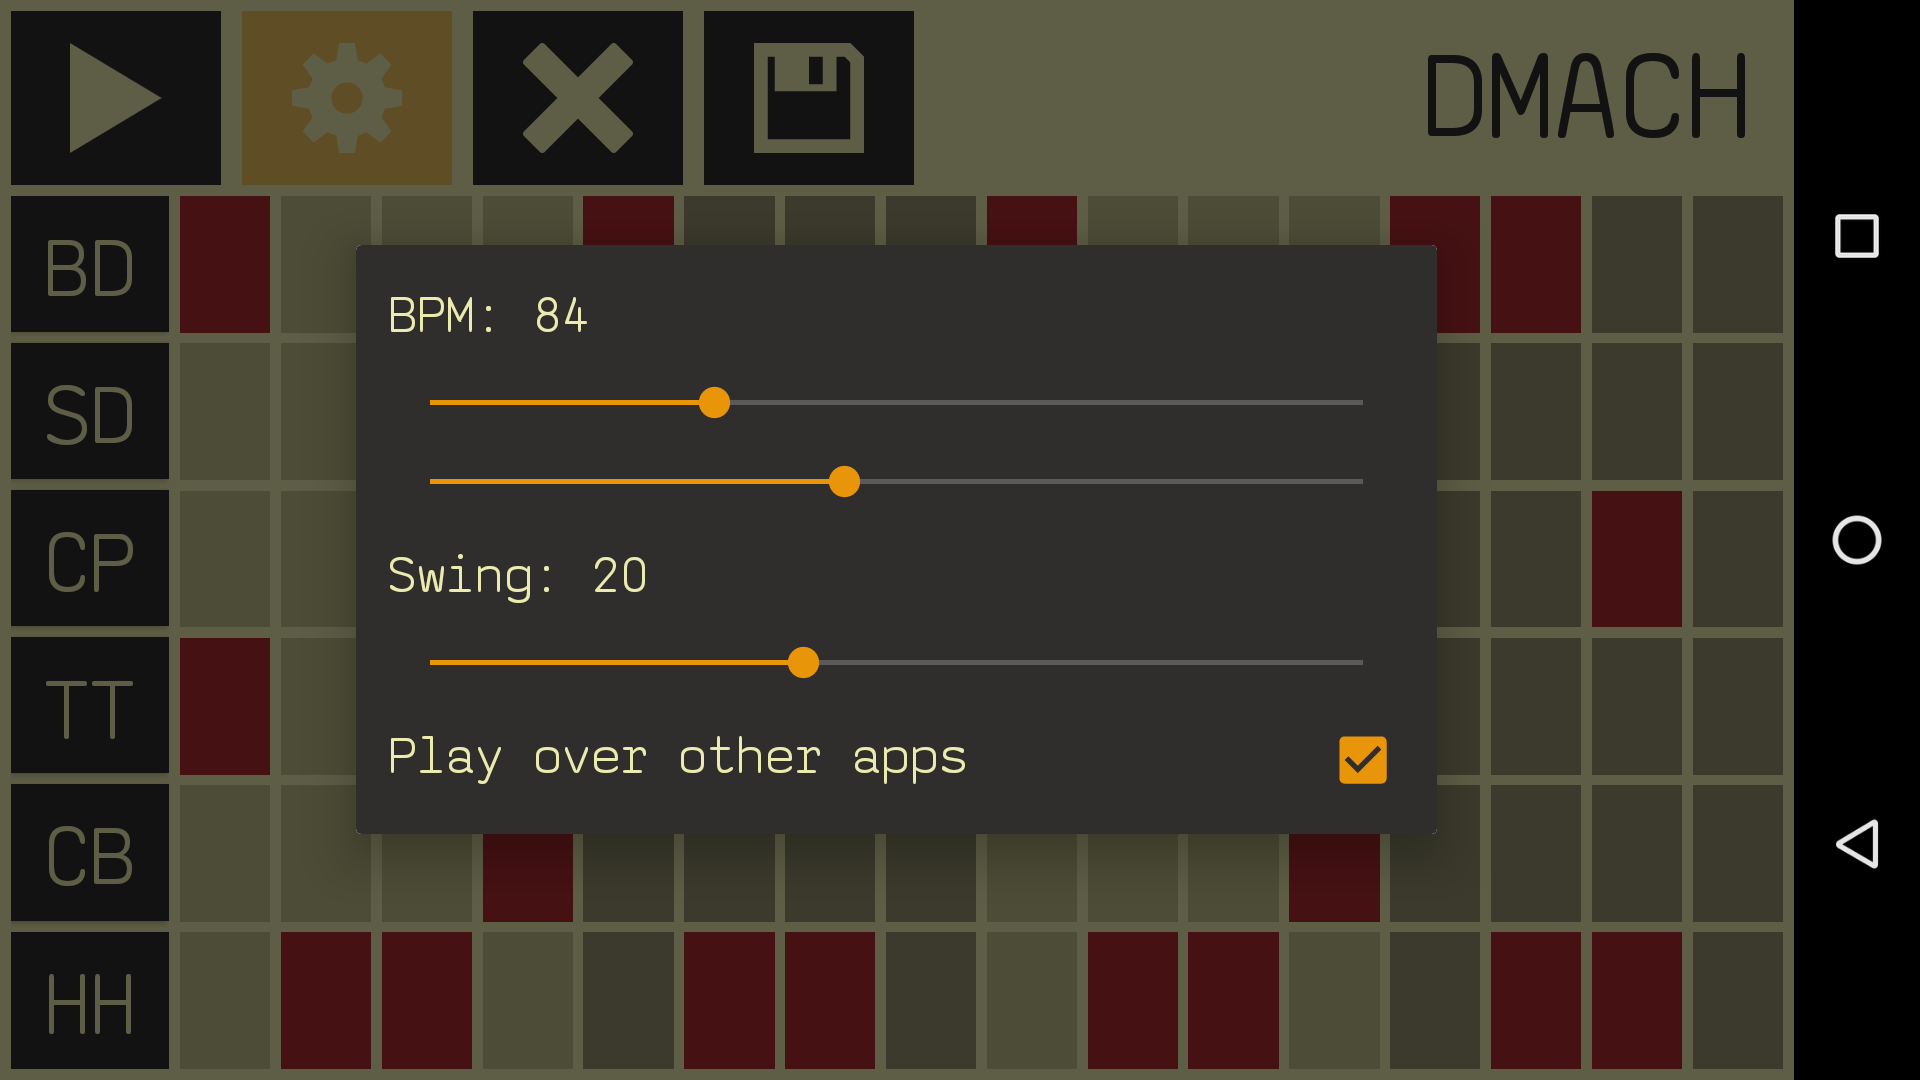 DMACH
BD
SD
CP
TT
CB
HH
BPM: 84
Swing: 20
Play over other apps